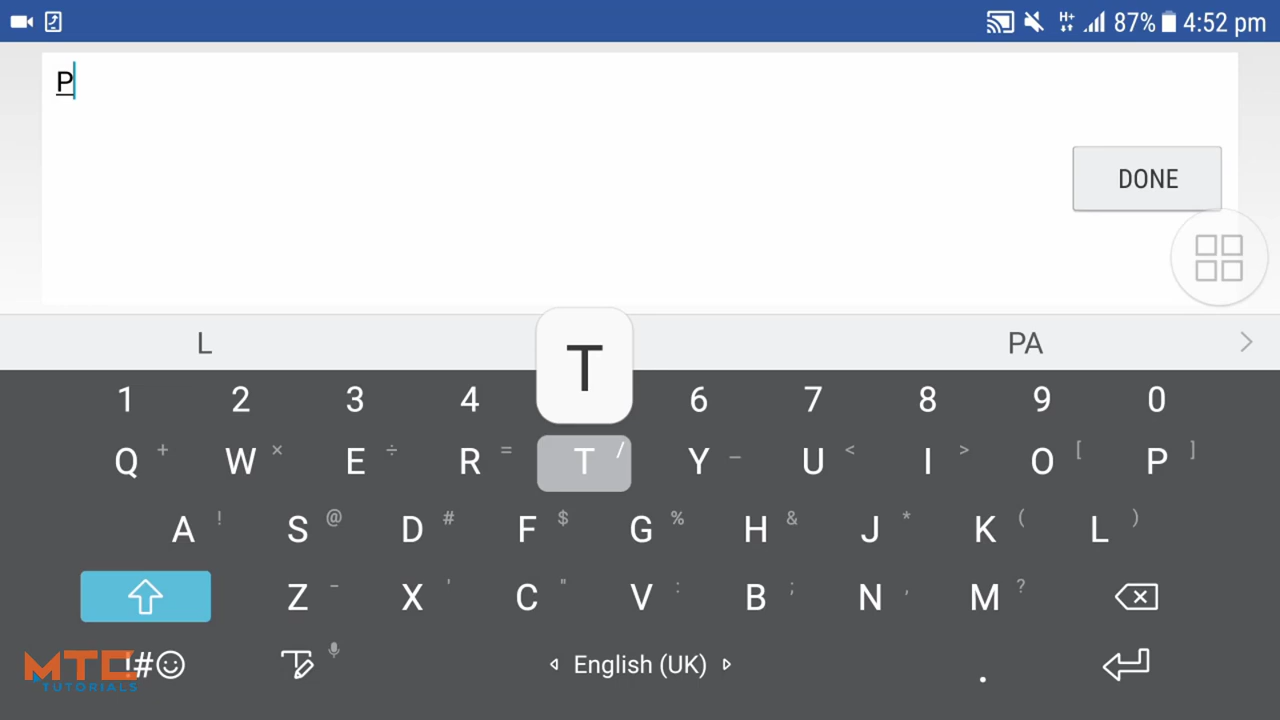 87% 4:52 pm
P
DONE
L PA
T
1 2 3 4 6 7 8 9 0
Q + W × E ÷ R = T / Y _ U < I > O [ P ]
A ! S @ D # F $ G % H & J * K ( L )
Z - X ' C " V : B ; N , M ?
!#☺ T English (UK) .
MTC
TUTORIALS